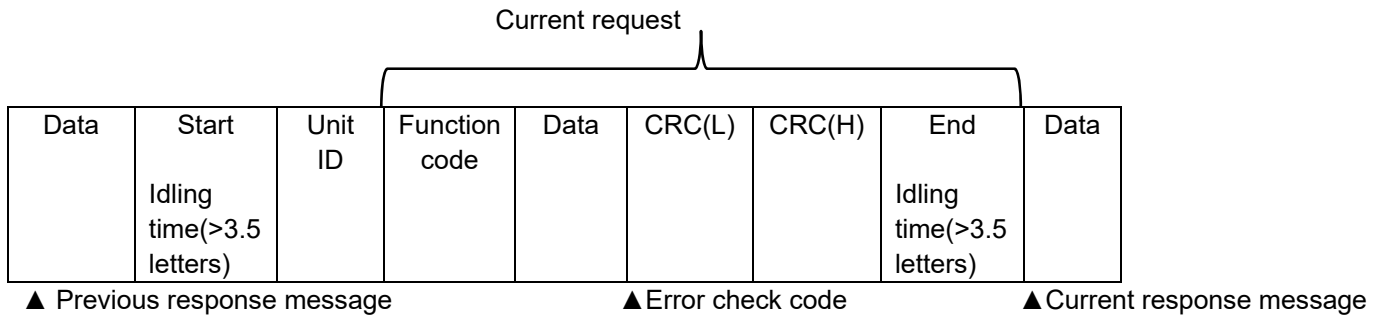 Current request
Data Start Unit Function Data CRC(L) CRC(H) End Data
ID code
Idling Idling
time(>3.5 time(>3.5
letters) letters)
▲ Previous response message ▲Error check code ▲Current response message